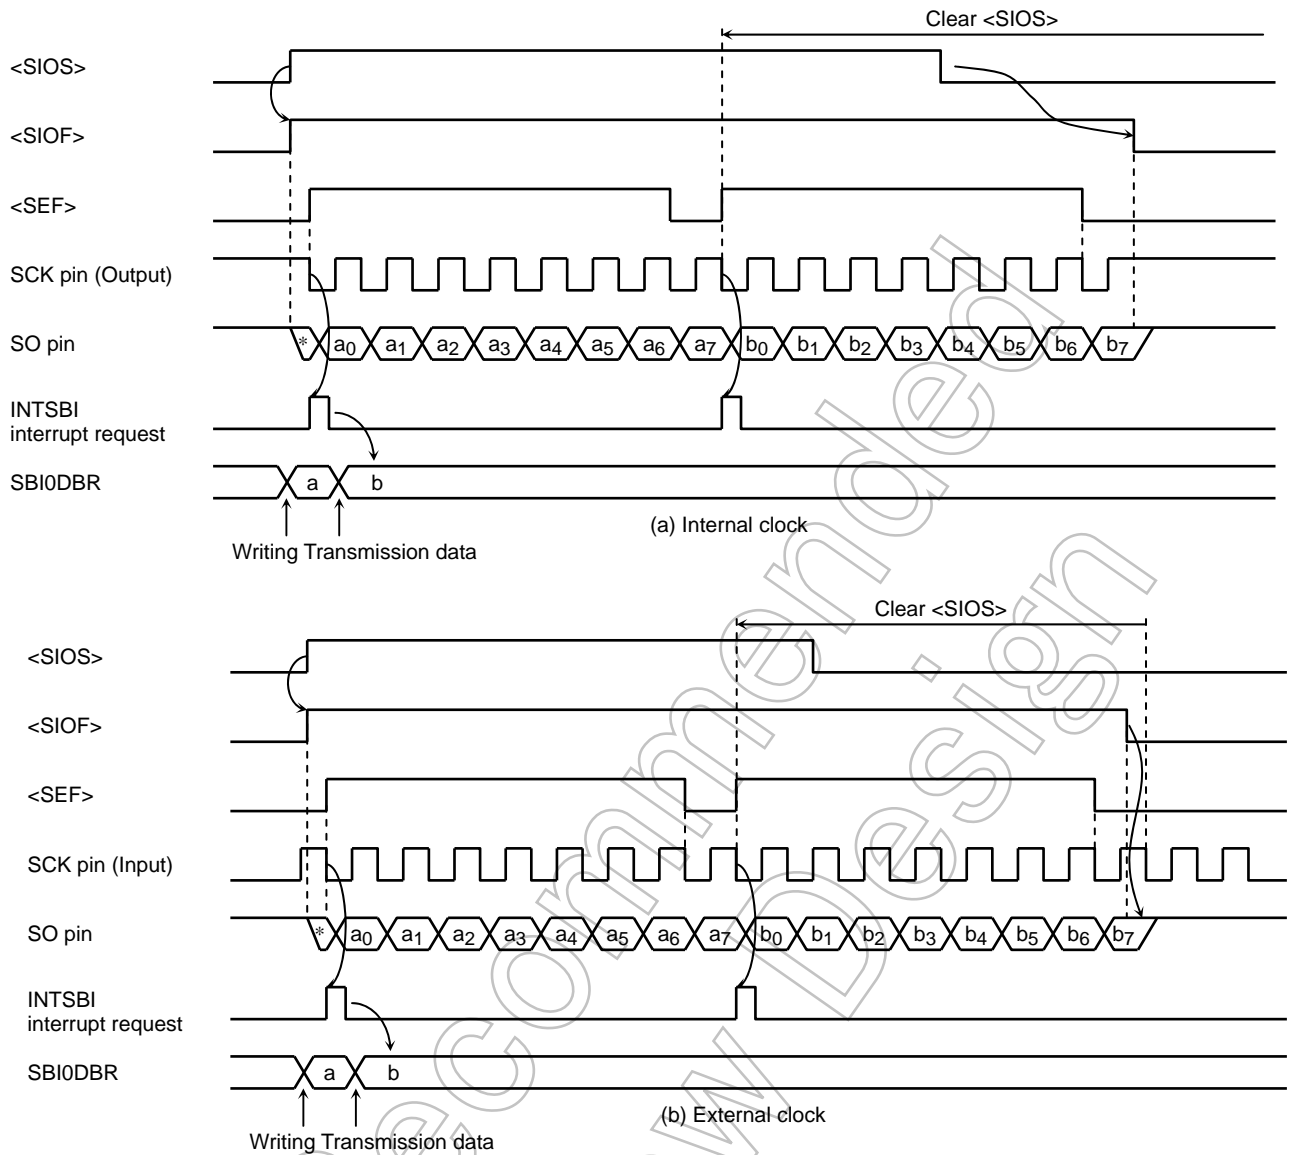 Clear <SIOS>
<SIOS>
<SIOF>
<SEF>
SCK pin (Output)
SO pin
* a0 a1 a2 a3 a4 a5 a6 a7 b0 b1 b2 b3 b4 b5 b6 b7
INTSBI
interrupt request
SBI0DBR
a b
(a) Internal clock
Writing Transmission data
Clear <SIOS>
<SIOS>
<SIOF>
<SEF>
SCK pin (Input)
SO pin
* a0 a1 a2 a3 a4 a5 a6 a7 b0 b1 b2 b3 b4 b5 b6 b7
INTSBI
interrupt request
SBI0DBR
a b
(b) External clock
Writing Transmission data
ecommended
w Design